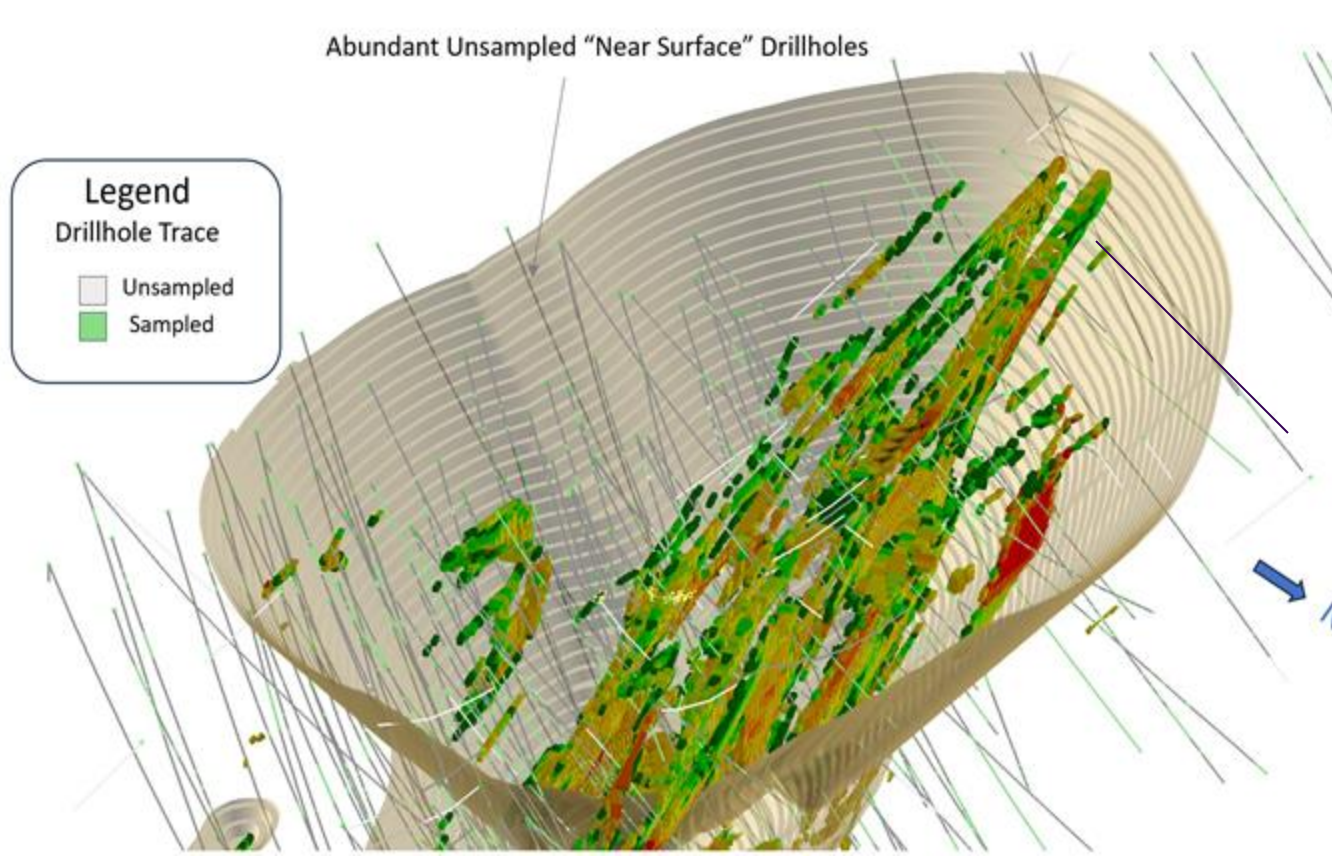 Abundant Unsampled “Near Surface” Drillholes
Legend
Drillhole Trace
Unsampled
Sampled